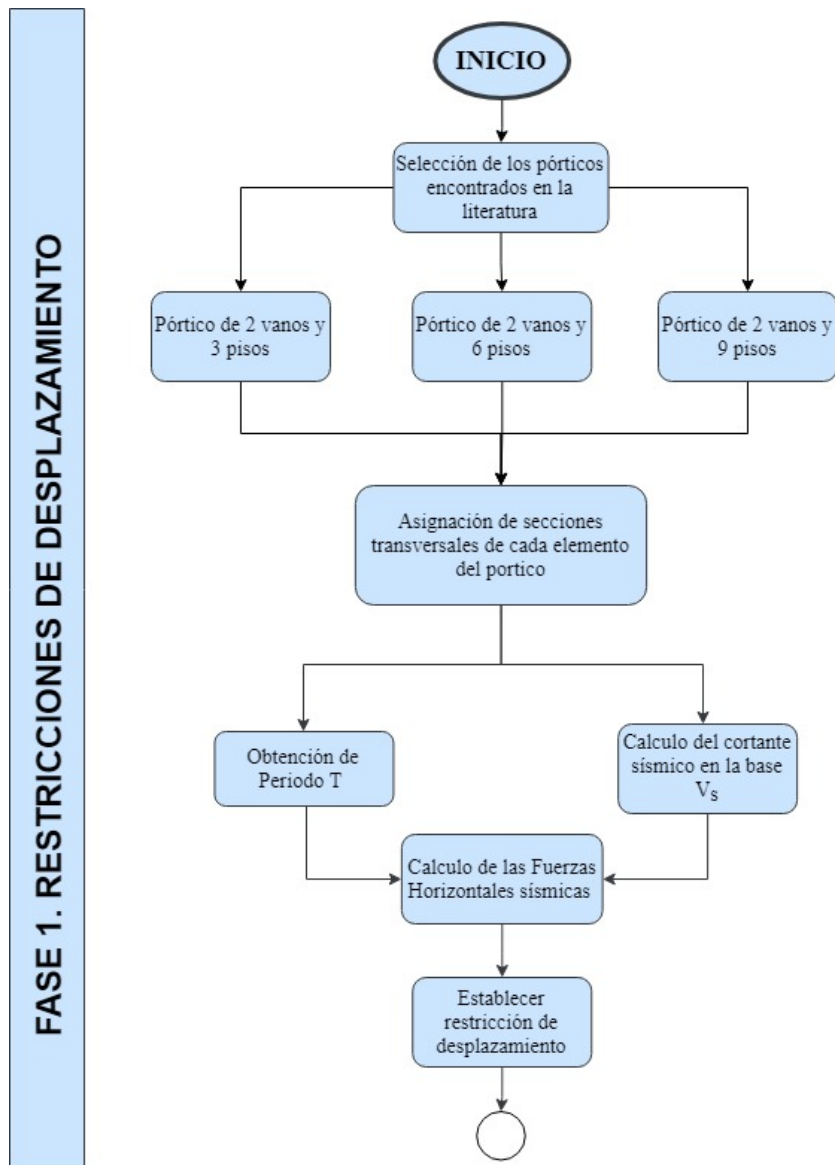 FASE 1. RESTRICCIONES DE DESPLAZAMIENTO
INICIO
Selección de los pórticos
encontrados en la
literatura
Pórtico de 2 vanos y
3 pisos
Pórtico de 2 vanos y
6 pisos
Pórtico de 2 vanos y
9 pisos
Asignación de secciones
transversales de cada elemento
del portico
Obtención de
Periodo T
Calculo del cortante
sísmico en la base
Vs
Calculo de las Fuerzas
Horizontales sísmicas
Establecer
restricción de
desplazamiento